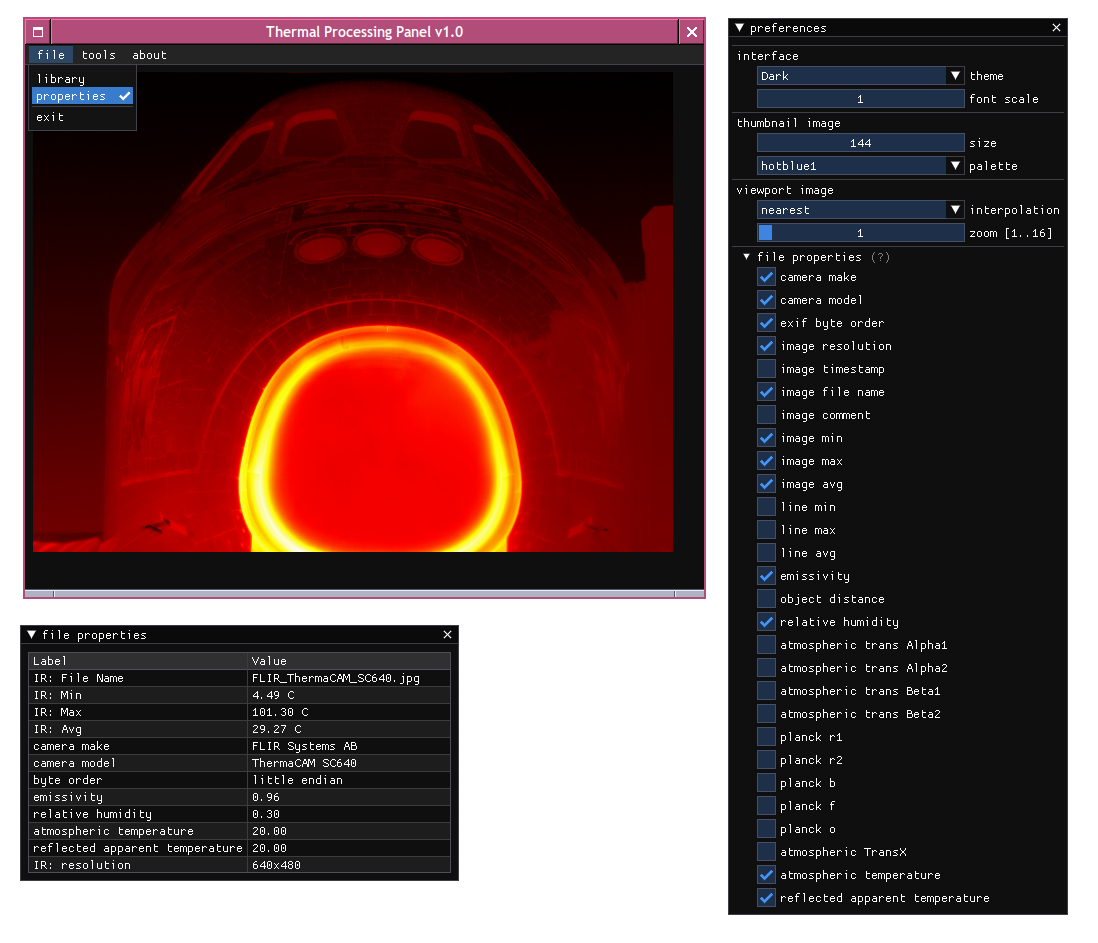 Thermal Processing Panel v1.0
file tools about
library
properties
exit
file properties
Label Value
IR: File Name FLIR_ThermaCAM_SC640.jpg
IR: Min 4.49 C
IR: Max 101.30 C
IR: Avg 29.27 C
camera make FLIR Systems AB
camera model ThermaCAM SC640
byte order little endian
emissivity 0.96
relative humidity 0.30
atmospheric temperature 20.00
reflected apparent temperature 20.00
IR: resolution 640x480
preferences
interface
Dark theme
1 font scale
thumbnail image
144 size
hotblue1 palette
viewport image
nearest interpolation
1 zoom [1..16]
file properties (?)
camera make
camera model
exif byte order
image resolution
image timestamp
image file name
image comment
image min
image max
image avg
line min
line max
line avg
emissivity
object distance
relative humidity
atmospheric trans Alpha1
atmospheric trans Alpha2
atmospheric trans Beta1
atmospheric trans Beta2
planck r1
planck r2
planck b
planck f
planck o
atmospheric TransX
atmospheric temperature
reflected apparent temperature